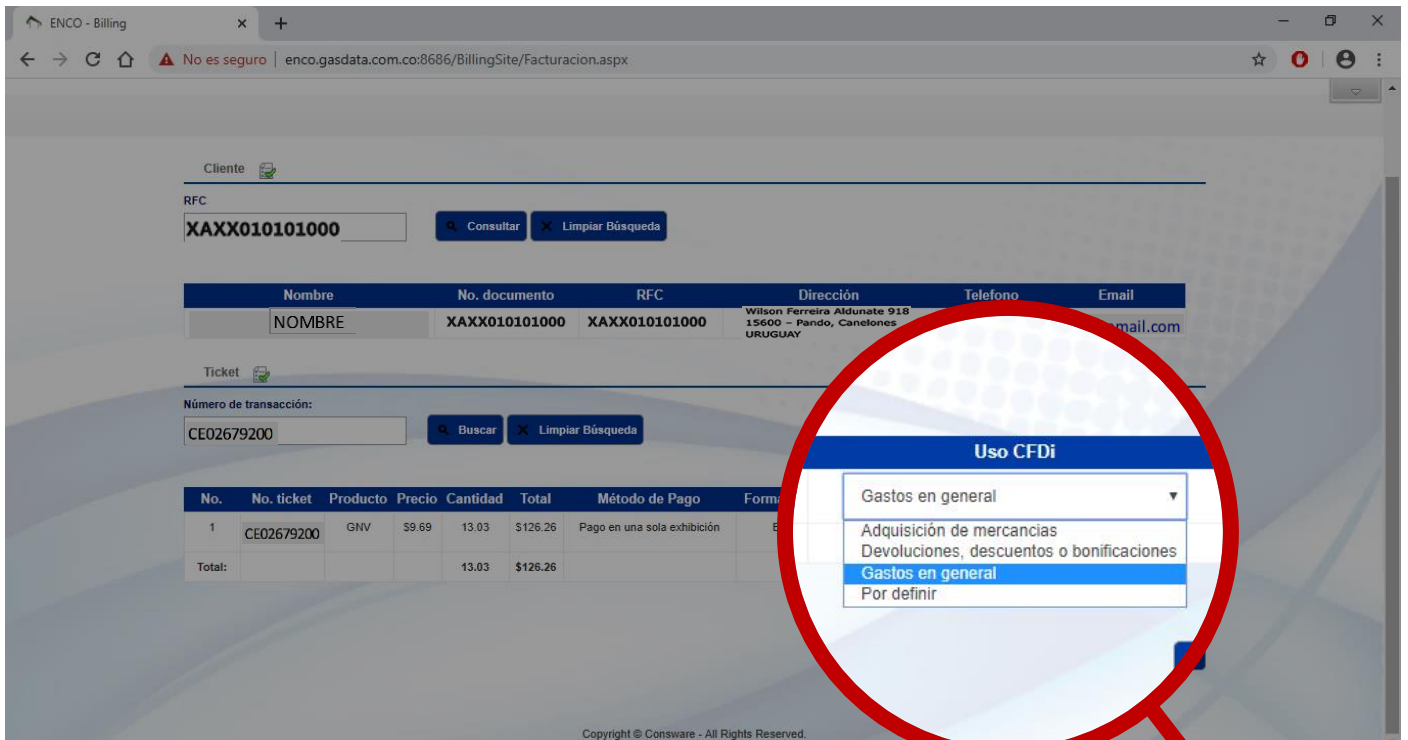 ENCO - Billing
No es seguro | enco.gasdata.com.co:8686/BillingSite/Facturacion.aspx
Cliente
RFC
XAXX010101000 Consultar Limpiar Búsqueda
Nombre No. documento RFC Dirección Telefono Email
NOMBRE XAXX010101000 XAXX010101000 Wilson Ferreira Aldunate 918
15600 – Pando, Canelones
URUGUAY
mail.com
Ticket
Número de transacción:
CE02679200 Buscar Limpiar Búsqueda
No. No. ticket Producto Precio Cantidad Total Método de Pago Forma
1 CE02679200 GNV $9.69 13.03 $126.26 Pago en una sola exhibición E
Total: 13.03 $126.26
Uso CFDi
Gastos en general
Adquisición de mercancias
Devoluciones, descuentos o bonificaciones
Gastos en general
Por definir
Copyright © Consware - All Rights Reserved.